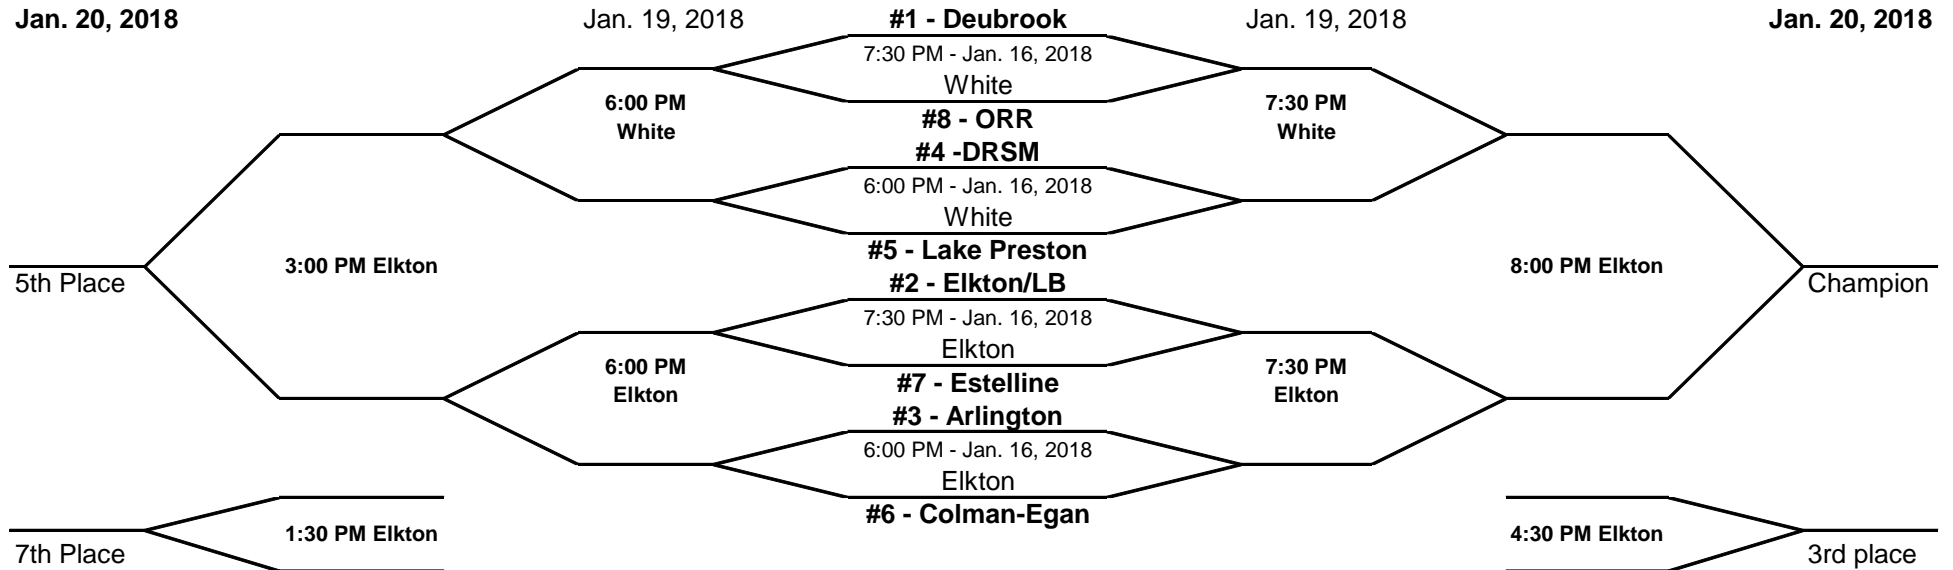 Jan. 20, 2018
Jan. 19, 2018
#1 - Deubrook
Jan. 19, 2018
Jan. 20, 2018
7:30 PM - Jan. 16, 2018
White
6:00 PM
White
7:30 PM
White
#8 - ORR
#4 -DRSM
6:00 PM - Jan. 16, 2018
White
#5 - Lake Preston
3:00 PM Elkton
8:00 PM Elkton
5th Place
#2 - Elkton/LB
Champion
7:30 PM - Jan. 16, 2018
Elkton
6:00 PM
Elkton
7:30 PM
Elkton
#7 - Estelline
#3 - Arlington
6:00 PM - Jan. 16, 2018
Elkton
#6 - Colman-Egan
1:30 PM Elkton
4:30 PM Elkton
7th Place
3rd place